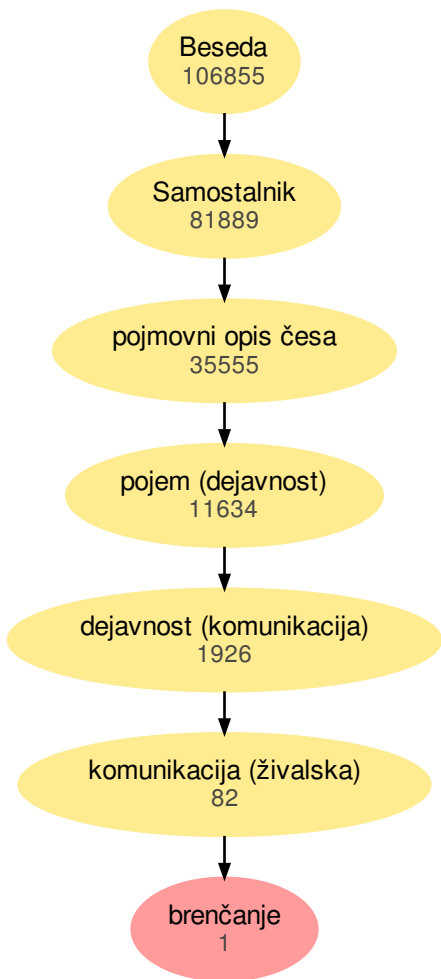 Beseda
106855
Samostalnik
81889
pojmovni opis česa
35555
pojem (dejavnost)
11634
dejavnost (komunikacija)
1926
komunikacija (živalska)
82
brenčanje
1